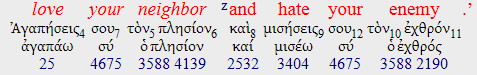 love your neighbor ᶻand hate your enemy .’
Ἀγαπήσεις₄ σου₇ τὸν₅ πλησίον₆ καὶ₈ μισήσεις₉ σου₁₂ τὸν₁₀ ἐχθρόν₁₁
ἀγαπάω σύ ὁ πλησίον καί μισέω σύ ὁ ἐχθρός
25 4675 3588 4139 2532 3404 4675 3588 2190